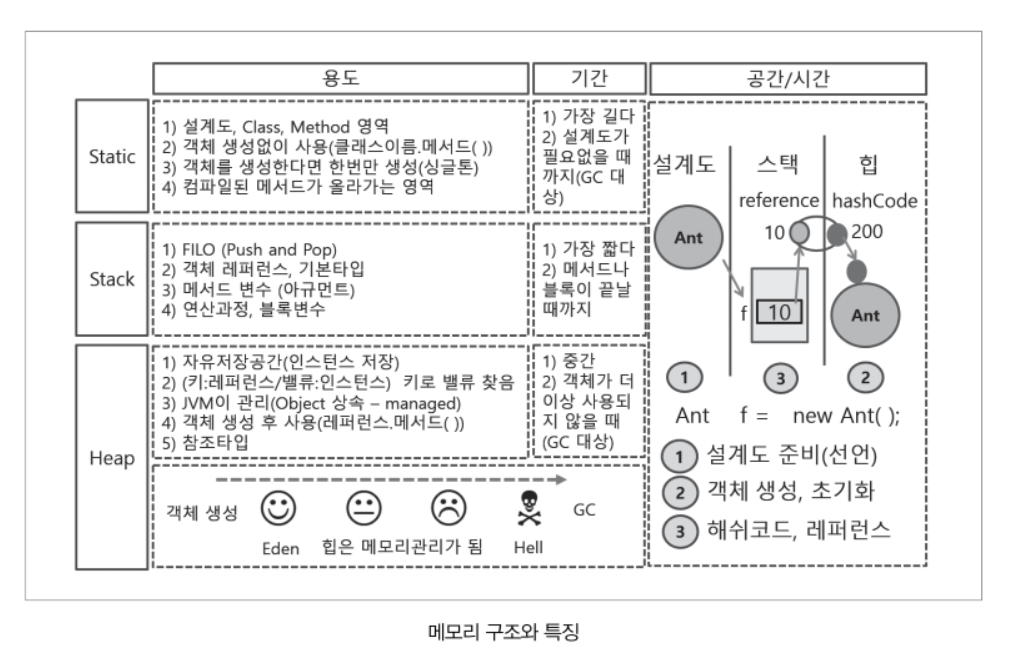 용도
기간
공간/시간
Static
1) 설계도, Class, Method 영역
2) 객체 생성없이 사용(클래스이름.메서드( ))
3) 객체를 생성한다면 한번만 생성(싱글톤)
4) 컴파일된 메서드가 올라가는 영역
1) 가장 길다
2) 설계도가
필요없을 때
까지(GC 대
상)
Stack
1) FILO (Push and Pop)
2) 객체 레퍼런스, 기본타입
3) 메서드 변수 (아규먼트)
4) 연산과정, 블록변수
1) 가장 짧다
2) 메서드나
블록이 끝날
때까지
Heap
1) 자유저장공간(인스턴스 저장)
2) (키:레퍼런스/밸류:인스턴스) 키로 밸류 찾음
3) JVM이 관리(Object 상속 – managed)
4) 객체 생성 후 사용(레퍼런스.메서드( ))
5) 참조타입
1) 중간
2) 객체가 더
이상 사용되
지 않을 때
(GC 대상)
객체 생성
GC
Eden 힙은 메모리관리가 됨 Hell
설계도 스택 힙
reference hashCode
10 200
Ant
f 10
Ant
1 3 2
Ant f = new Ant( );
1 설계도 준비(선언)
2 객체 생성, 초기화
3 해쉬코드, 레퍼런스
메모리 구조와 특징